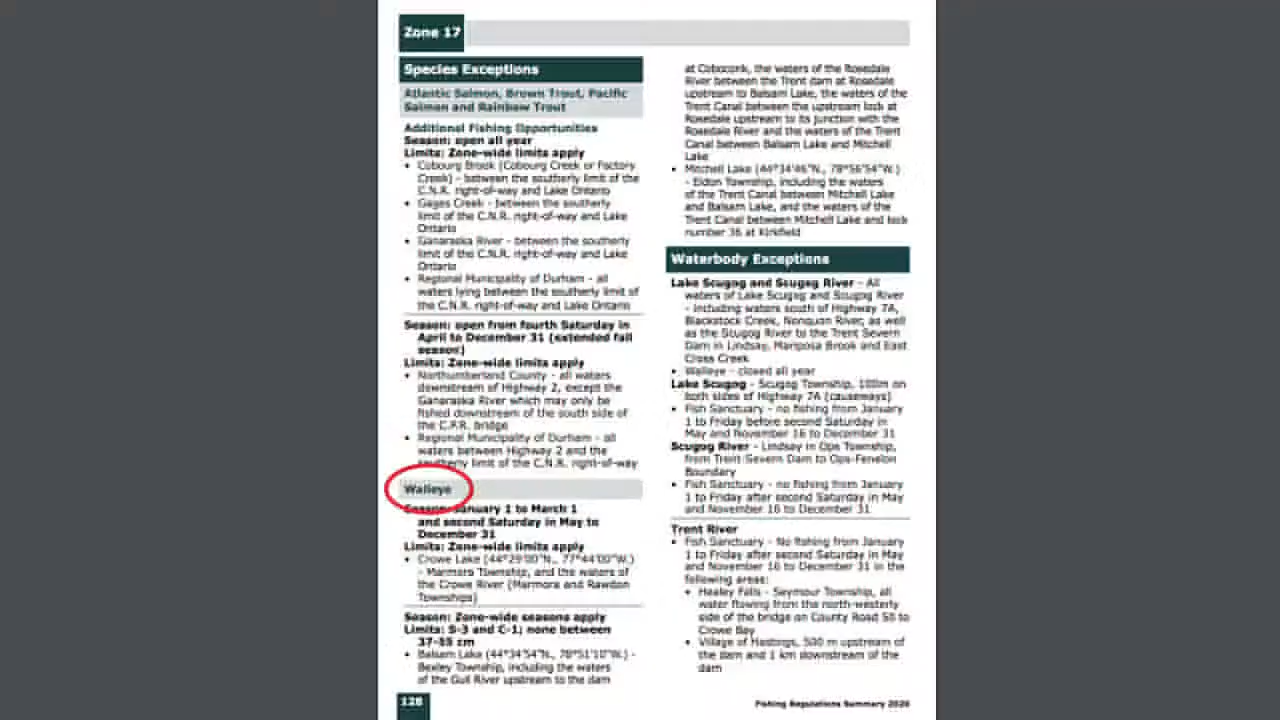 Zone 17
Species Exceptions
Atlantic Salmon, Brown Trout, Pacific
Salmon and Rainbow Trout
Additional Fishing Opportunities
Season: open all year
Limits: Zone-wide limits apply
• Cobourg Brook (Cobourg Creek or Factory
Creek) - between the southerly limit of the
C.N.R. right-of-way and Lake Ontario
• Gages Creek - between the southerly
limit of the C.N.R. right-of-way and Lake
Ontario
• Ganaraska River - between the southerly
limit of the C.N.R. right-of-way and Lake
Ontario
• Regional Municipality of Durham - all
waters lying between the southerly limit of
the C.N.R. right-of-way and Lake Ontario
Season: open from fourth Saturday in
April to December 31 (extended fall
season)
Limits: Zone-wide limits apply
• Northumberland County - all waters
downstream of Highway 2, except the
Ganaraska River which may only be
fished downstream of the south side of
the C.P.R. bridge
• Regional Municipality of Durham - all
waters between Highway 2 and the
southerly limit of the C.N.R. right-of-way
Walleye
Season: January 1 to March 1
and second Saturday in May to
December 31
Limits: Zone-wide limits apply
• Crowe Lake (44°29'00"N., 77°44'00"W.)
- Marmora Township, and the waters of
the Crowe River (Marmora and Rawdon
Townships)
Season: Zone-wide seasons apply
Limits: S-3 and C-1; none between
37-55 cm
• Balsam Lake (44°34'54"N., 78°51'10"W.) -
Bexley Township, including the waters
of the Gull River upstream to the dam
at Coboconk, the waters of the Rosedale
River between the Trent dam at Rosedale
upstream to Balsam Lake, the waters of the
Trent Canal between the upstream lock at
Rosedale upstream to its junction with the
Rosedale River and the waters of the Trent
Canal between Balsam Lake and Mitchell
Lake
• Mitchell Lake (44°34'46"N., 78°56'54"W.)
- Eldon Township, including the waters
of the Trent Canal between Mitchell Lake
and Balsam Lake, and the waters of the
Trent Canal between Mitchell Lake and lock
number 36 at Kirkfield
Waterbody Exceptions
Lake Scugog and Scugog River - All
waters of Lake Scugog and Scugog River
- including waters south of Highway 7A,
Blackstock Creek, Nonquon River, as well
as the Scugog River to the Trent Severn
Dam in Lindsay, Mariposa Brook and East
Cross Creek
• Walleye - closed all year
Lake Scugog - Scugog Township, 100m on
both sides of Highway 7A (causeways)
• Fish Sanctuary - no fishing from January
1 to Friday before second Saturday in
May and November 16 to December 31
Scugog River - Lindsay in Ops Township,
from Trent Severn Dam to Ops-Fenelon
Boundary
• Fish Sanctuary - no fishing from January
1 to Friday after second Saturday in May
and November 16 to December 31
Trent River
• Fish Sanctuary - No fishing from January
1 to Friday after second Saturday in May
and November 16 to December 31 in the
following areas:
• Healey Falls - Seymour Township, all
water flowing from the north-westerly
side of the bridge on County Road 50 to
Crowe Bay
• Village of Hastings, 500 m upstream of
the dam and 1 km downstream of the
dam
128
Fishing Regulations Summary 2020